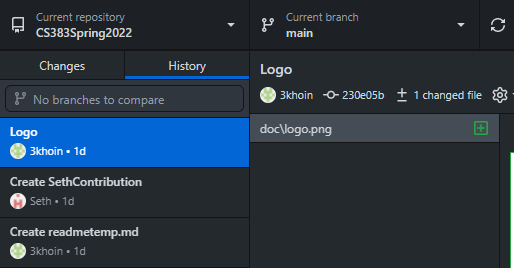 Current repository
CS383Spring2022
Current branch
main
Changes
History
No branches to compare
Logo
3khoin • 1d
Create SethContribution
Seth • 1d
Create readmetemp.md
3khoin • 1d
Logo
3khoin 230e05b 1 changed file
doc\logo.png